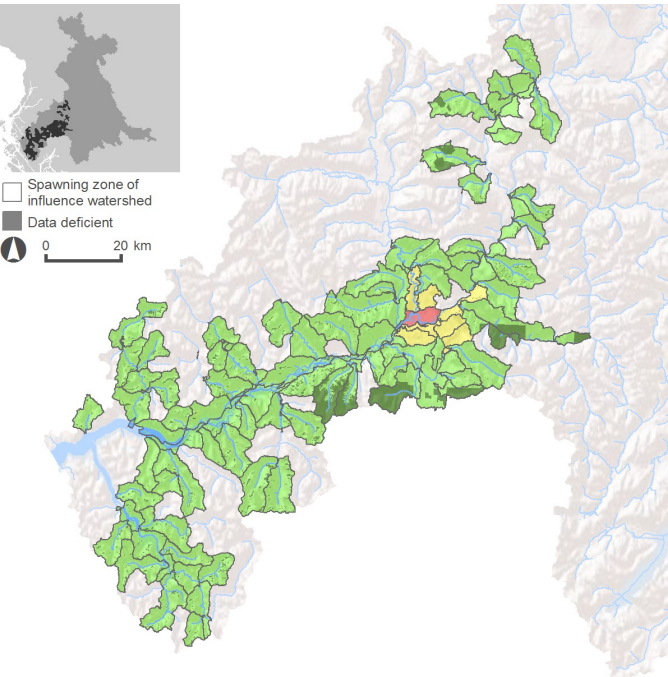 Spawning zone of
influence watershed
Data deficient
0 20 km